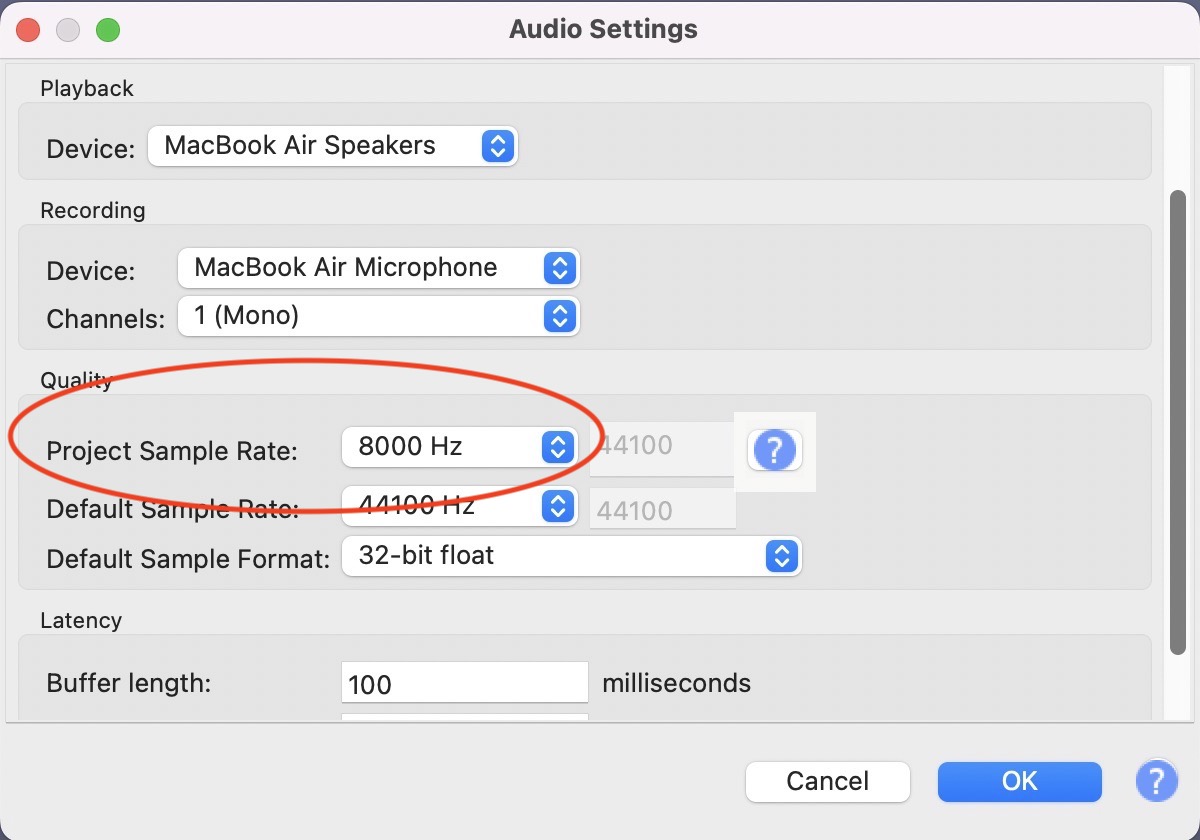 Audio Settings
Playback
Device: MacBook Air Speakers
Recording
Device: MacBook Air Microphone
Channels: 1 (Mono)
Quality
Project Sample Rate: 8000 Hz 44100 ?
Default Sample Rate: 44100 Hz 44100
Default Sample Format: 32-bit float
Latency
Buffer length: 100 milliseconds
Cancel OK ?